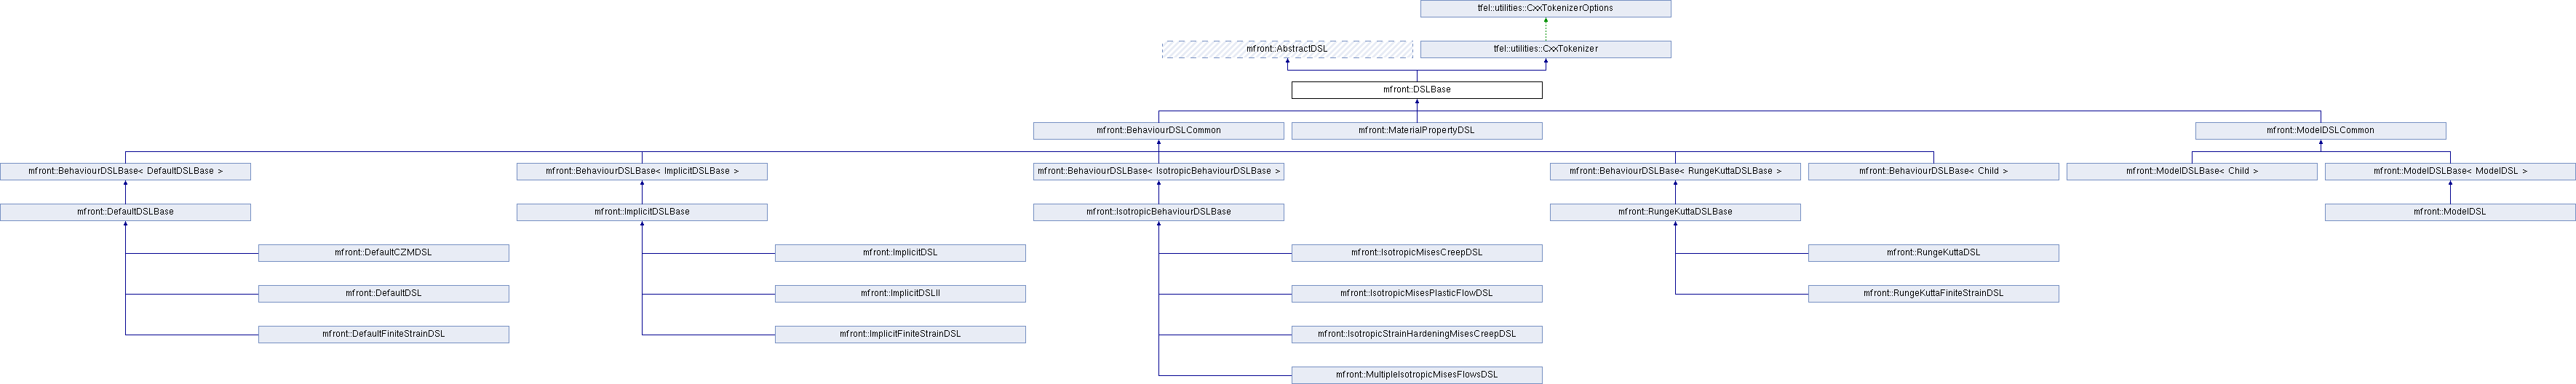 tfel::utilities::CxxTokenizerOptions
mfront::AbstractDSL
tfel::utilities::CxxTokenizer
mfront::DSLBase
mfront::BehaviourDSLCommon
mfront::MaterialPropertyDSL
mfront::ModelDSLCommon
mfront::BehaviourDSLBase< DefaultDSLBase >
mfront::BehaviourDSLBase< ImplicitDSLBase >
mfront::BehaviourDSLBase< IsotropicBehaviourDSLBase >
mfront::BehaviourDSLBase< RungeKuttaDSLBase >
mfront::BehaviourDSLBase< Child >
mfront::ModelDSLBase< Child >
mfront::ModelDSLBase< ModelDSL >
mfront::DefaultDSLBase
mfront::ImplicitDSLBase
mfront::IsotropicBehaviourDSLBase
mfront::RungeKuttaDSLBase
mfront::ModelDSL
mfront::DefaultCZMDSL
mfront::ImplicitDSL
mfront::IsotropicMisesCreepDSL
mfront::RungeKuttaDSL
mfront::DefaultDSL
mfront::ImplicitDSLII
mfront::IsotropicMisesPlasticFlowDSL
mfront::RungeKuttaFiniteStrainDSL
mfront::DefaultFiniteStrainDSL
mfront::ImplicitFiniteStrainDSL
mfront::IsotropicStrainHardeningMisesCreepDSL
mfront::MultipleIsotropicMisesFlowsDSL